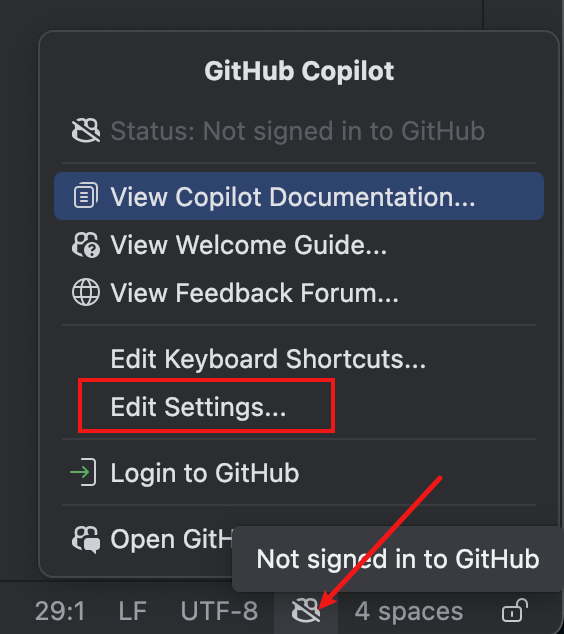 GitHub Copilot
Status: Not signed in to GitHub
View Copilot Documentation...
View Welcome Guide...
View Feedback Forum...
Edit Keyboard Shortcuts...
Edit Settings...
Login to GitHub
Open GitH
Not signed in to GitHub
29:1 LF UTF-8 4 spaces